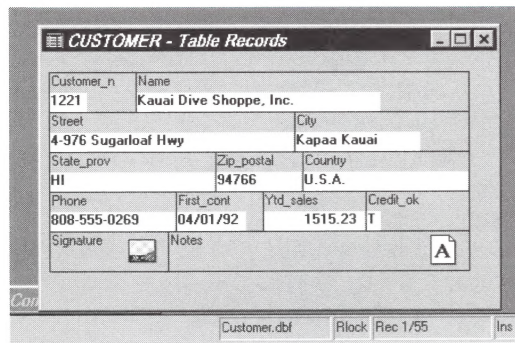 CUSTOMER - Table Records
Customer_n Name
1221 Kauai Dive Shoppe, Inc.
Street City
4-976 Sugarloaf Hwy Kapaa Kauai
State_prov Zip_postal Country
HI 94766 U.S.A.
Phone First_cont Ytd_sales Credit_ok
808-555-0269 04/01/92 1515.23 T
Signature Notes
A
Customer.dbf Rlock Rec 1/55 Ins